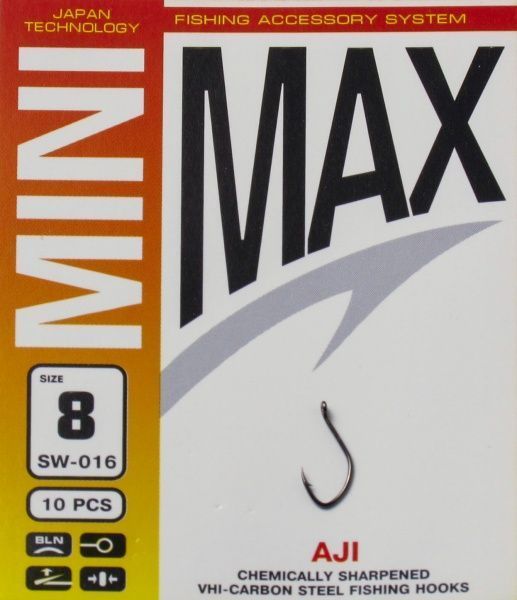 JAPAN
TECHNOLOGY
FISHING ACCESSORY SYSTEM
MINI
MAX
SIZE
8
SW-016
10 PCS
BLN
AJI
CHEMICALLY SHARPENED
VHI-CARBON STEEL FISHING HOOKS